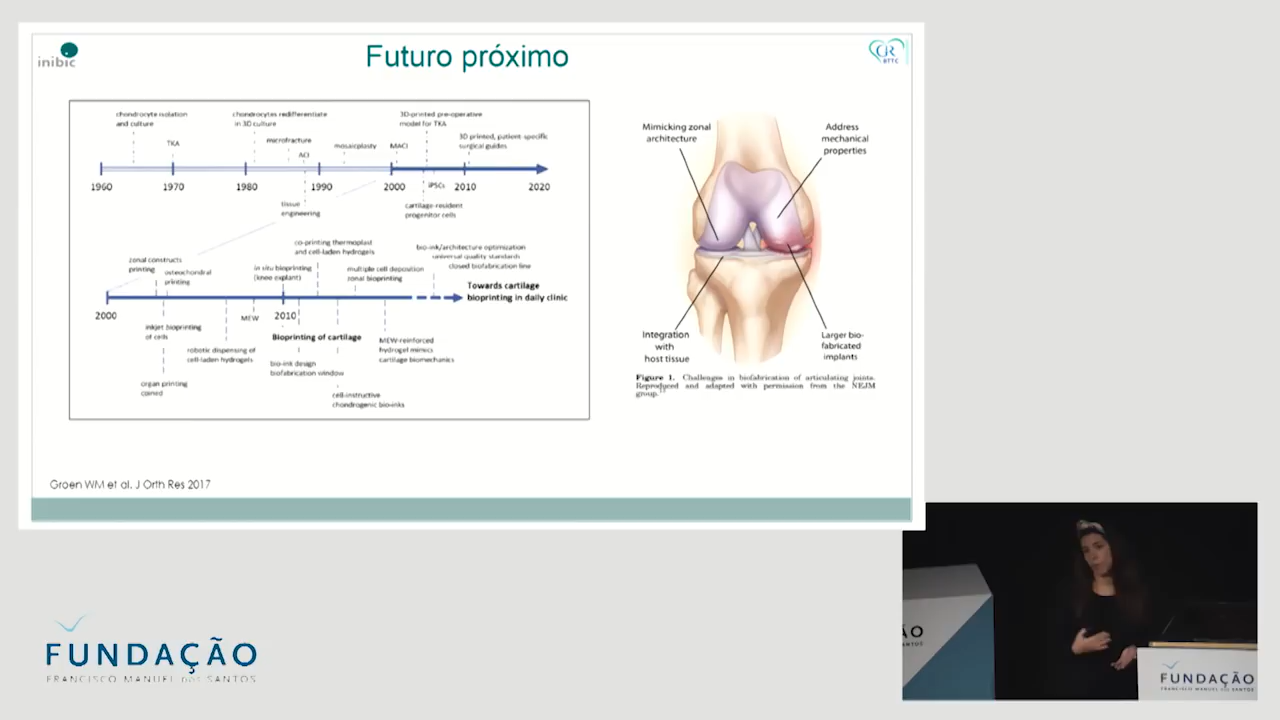 inibic
Futuro próximo
GR
BTTC
chondrocyte isolation
and culture
TKA
chondrocytes redifferentiate
in 3D culture
microfracture
ACI
mosaicplasty
3D-printed pre-operative
model for TKA
MACI
3D printed, patient-specific
surgical guides
1960
1970
1980
1990
2000
iPSCs
2010
2020
tissue
engineering
cartilage-resident
progenitor cells
zonal constructs
printing
osteochondral
printing
in situ bioprinting
(knee explant)
co-printing thermoplast
and cell-laden hydrogels
multiple cell deposition
zonal bioprinting
bio-ink/architecture optimization
universal quality standards
closed biofabrication line
Towards cartilage
bioprinting in daily clinic
2000
MEW
2010
inkjet bioprinting
of cells
robotic dispensing of
cell-laden hydrogels
organ printing
coined
Bioprinting of cartilage
bio-ink design
biofabrication window
MEW-reinforced
hydrogel mimics
cartilage biomechanics
cell-instructive
chondrogenic bio-inks
Mimicking zonal
architecture
Address
mechanical
properties
Integration
with
host tissue
Larger bio-
fabricated
implants
Figure 1. Challenges in biofabrication of articulating joints.
Reproduced and adapted with permission from the NEJM
group.
Groen WM et al. J Orth Res 2017
FUNDAÇÃO
FRANCISCO MANUEL DOS SANTOS
ÃO
SANTOS
FUNDAÇÃO
FRANCISCO MANUEL DOS SANTOS